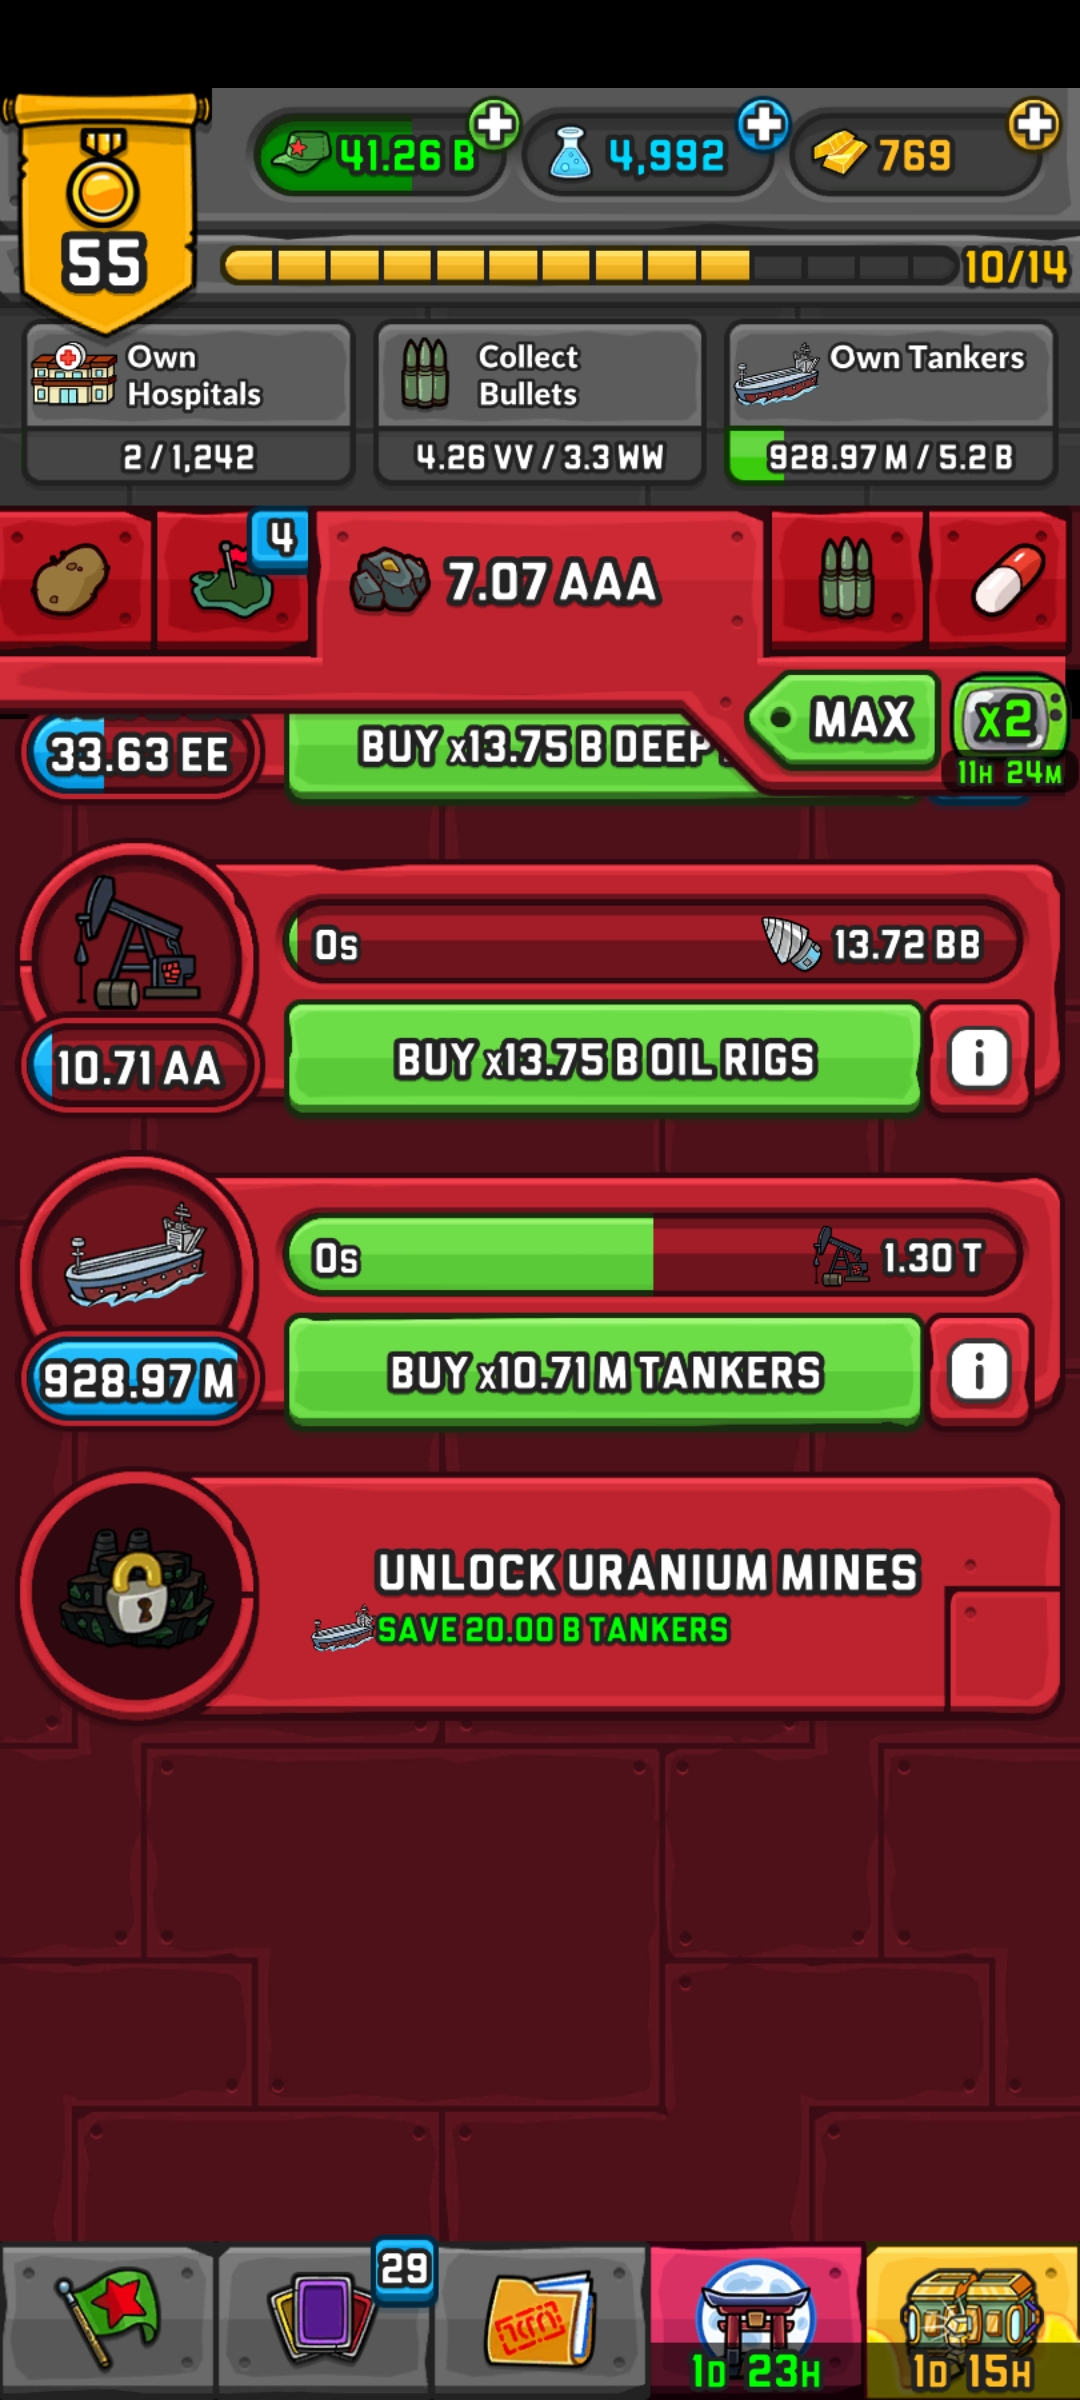 41.26 B
4,992
769
55
10/14
Own
Hospitals
2 / 1,242
Collect
Bullets
4.26 VV / 3.3 WW
Own Tankers
928.97 M / 5.2 B
4
7.07 AAA
MAX
x2
11H 24M
33.63 EE
BUY x13.75 B DEEP
0s
13.72 BB
10.71 AA
BUY x13.75 B OIL RIGS
i
0s
1.30 T
928.97 M
BUY x10.71 M TANKERS
i
UNLOCK URANIUM MINES
SAVE 20.00 B TANKERS
29
1D 23H
1D 15H